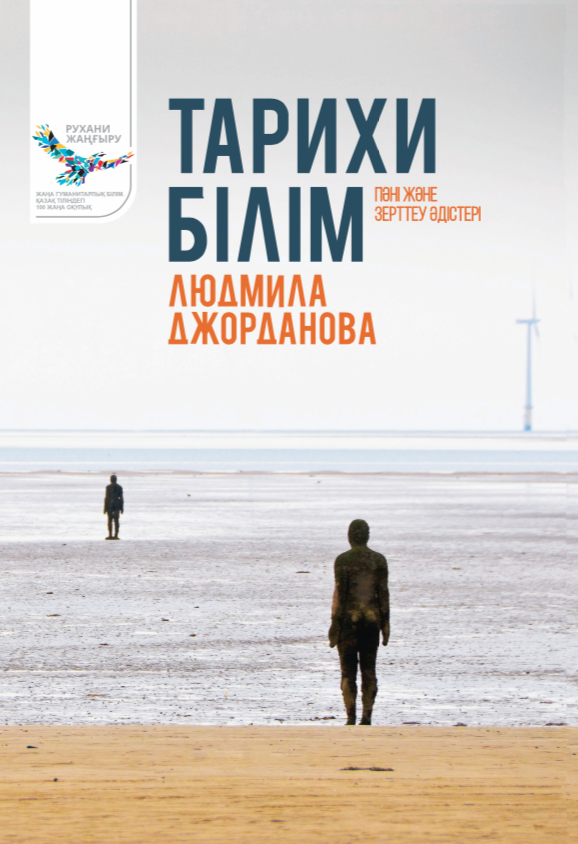 РУХАНИ
ЖАҢҒЫРУ
ЖАҢА ГУМАНИТАРЛЫҚ БІЛІМ.
ҚАЗАҚ ТІЛІНДЕГІ
100 ЖАҢА ОҚУЛЫҚ
ТАРИХИ
БІЛІМ
ПӘНІ ЖӘНЕ
ЗЕРТТЕУ ӘДІСТЕРІ
ЛЮДМИЛА
ДЖОРДАНОВА